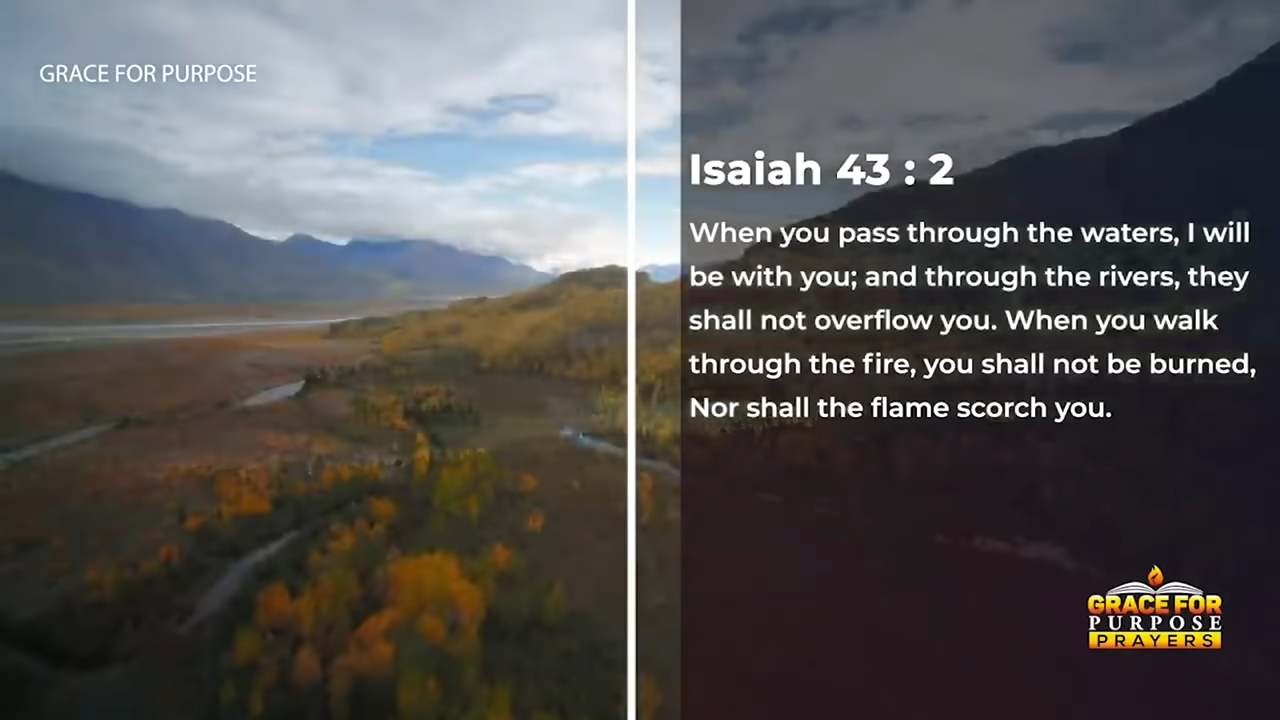 GRACE FOR PURPOSE
Isaiah 43 : 2
When you pass through the waters, I will
be with you; and through the rivers, they
shall not overflow you. When you walk
through the fire, you shall not be burned,
Nor shall the flame scorch you.
GRACE FOR
PURPOSE
PRAYERS